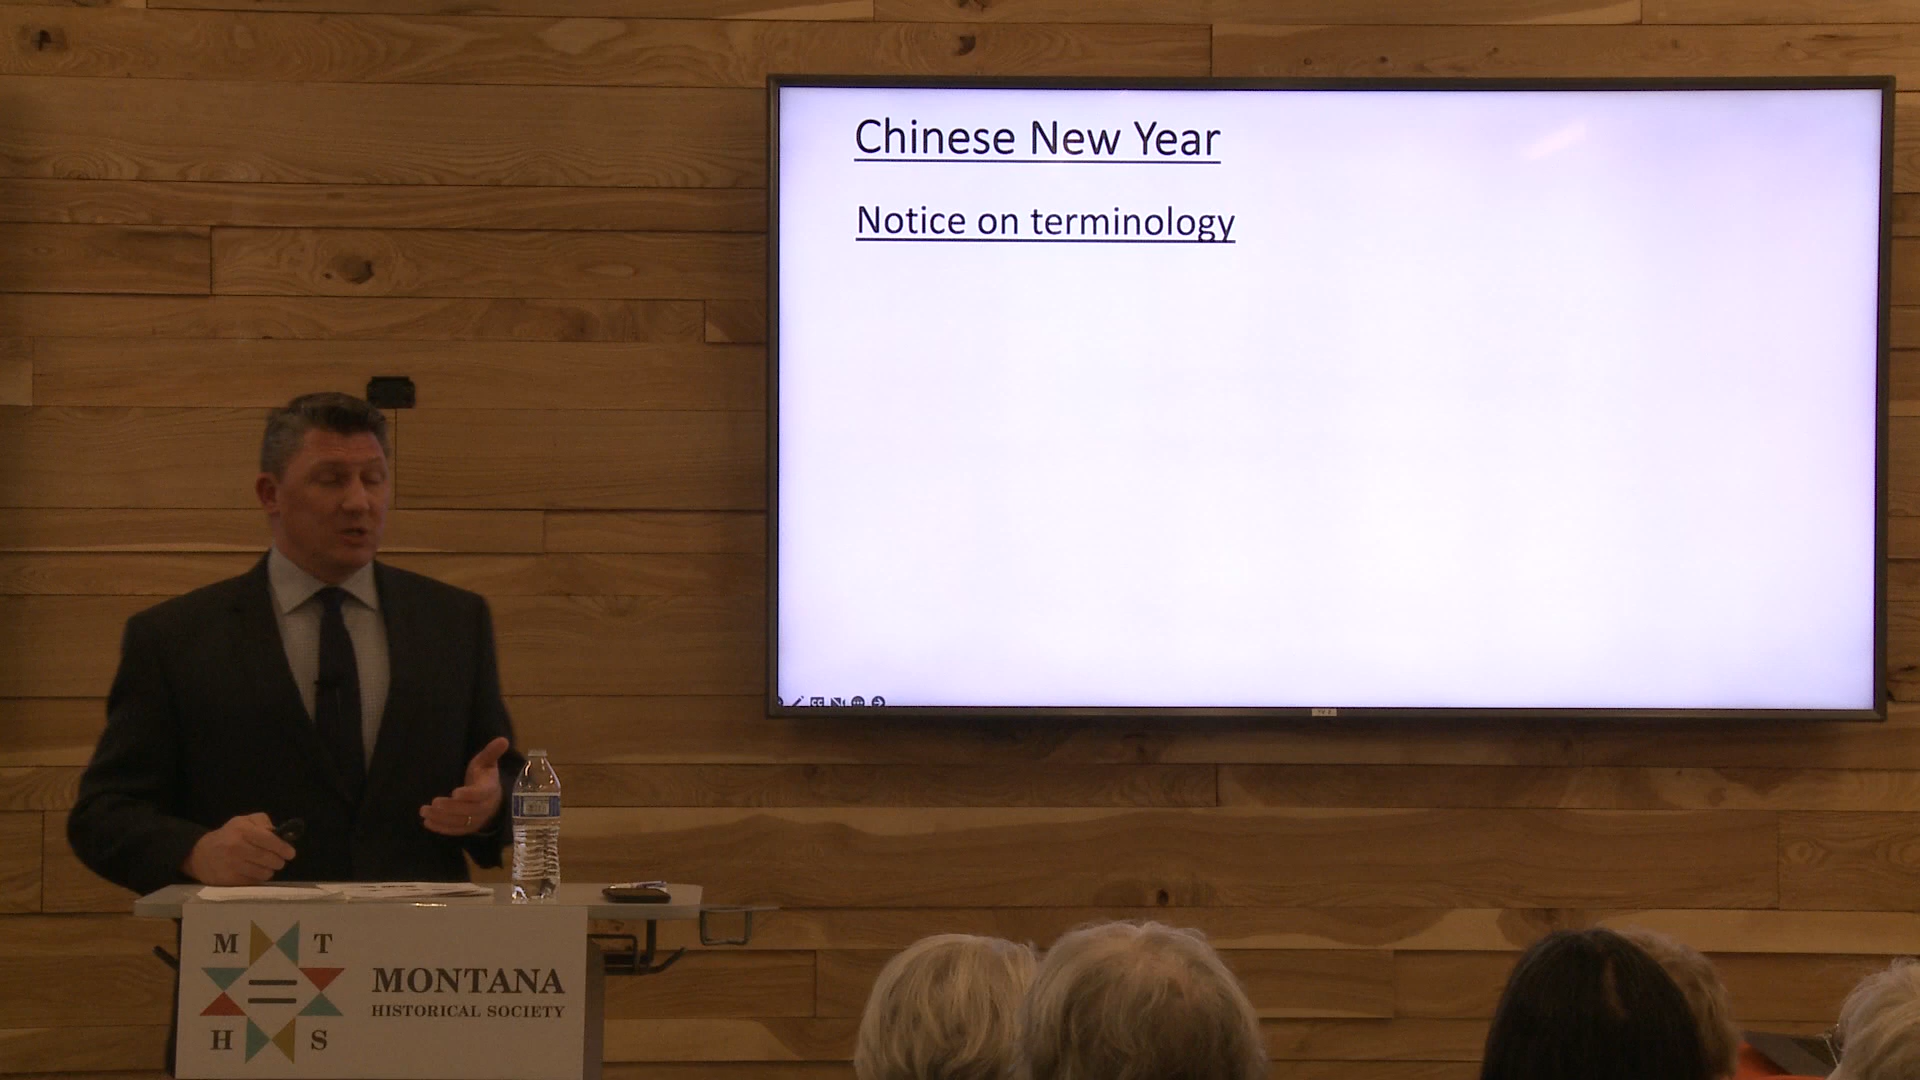 Chinese New Year
Notice on terminology
M T
H S
MONTANA
HISTORICAL SOCIETY